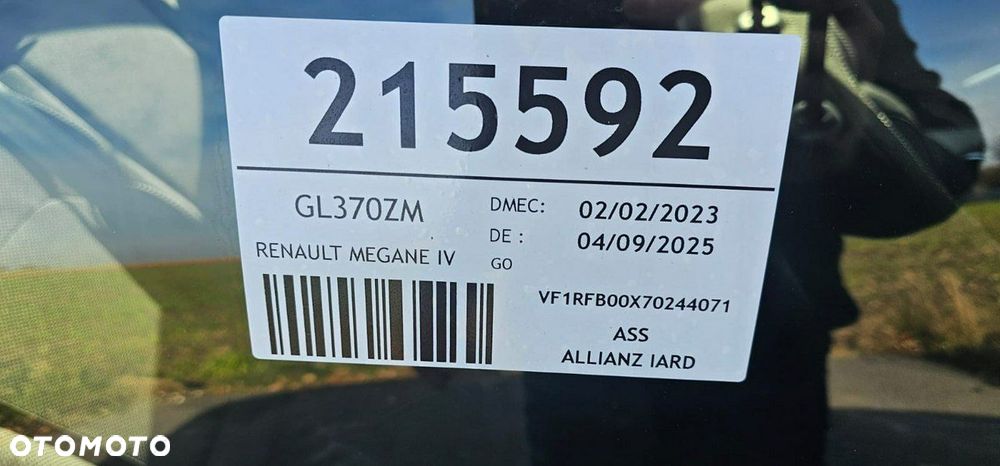 215592
GL370ZM
RENAULT MEGANE IV
DMEC: 02/02/2023
DE : 04/09/2025
GO
VF1RFB00X70244071
ASS
ALLIANZ IARD
OTOMOTO